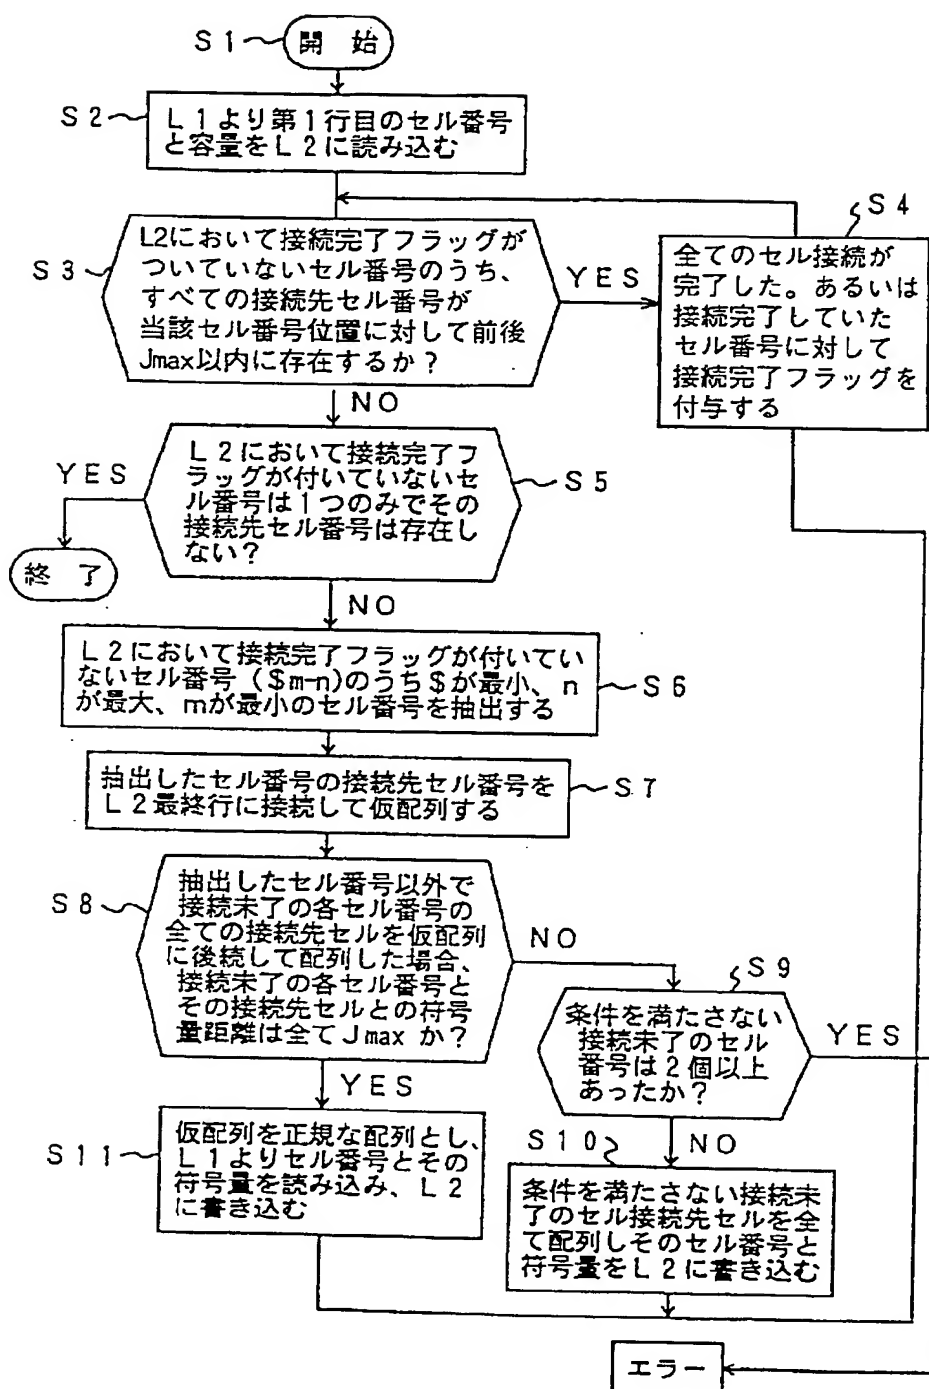 S1
開 始
S2
L1より第1行目のセル番号
と容量をL2に読み込む
S3
L2において接続完了フラッグが
ついていないセル番号のうち、
すべての接続先セル番号が
当該セル番号位置に対して前後
Jmax以内に存在するか?
YES
S4
全てのセル接続が
完了した。あるいは
接続完了していた
セル番号に対して
接続完了フラッグを
付与する
NO
L2において接続完了フ
ラッグが付いていないセ
ル番号は1つのみでその
接続先セル番号は存在し
ない?
S5
YES
終 了
NO
L2において接続完了フラッグが付いてい
ないセル番号($m-n)のうち$が最小、n
が最大、mが最小のセル番号を抽出する
S6
抽出したセル番号の接続先セル番号を
L2最終行に接続して仮配列する
S7
S8
抽出したセル番号以外で
接続未了の各セル番号の
全ての接続先セルを仮配列
に後続して配列した場合、
接続未了の各セル番号と
その接続先セルとの符号
量距離は全てJmaxか?
NO
S9
条件を満たさない
接続未了のセル
番号は2個以上
あったか?
YES
YES
S11
仮配列を正規な配列とし、
L1よりセル番号とその
符号量を読み込み、L2
に書き込む
S10
NO
条件を満たさない接続未
了のセル接続先セルを全
て配列しそのセル番号と
符号量をL2に書き込む
エラー